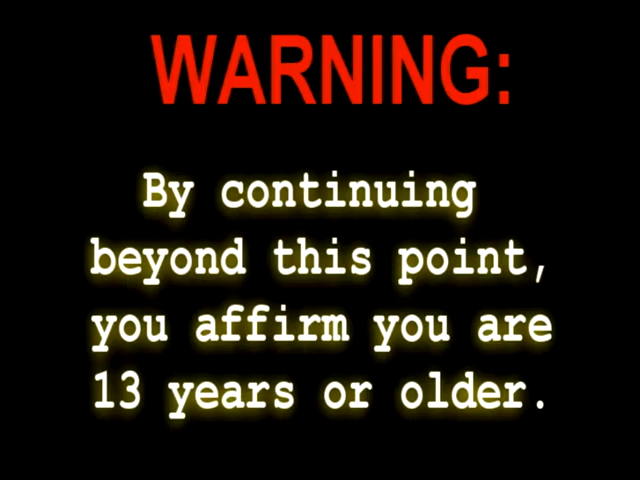 WARNING:
By continuing
beyond this point,
you affirm you are
13 years or older.